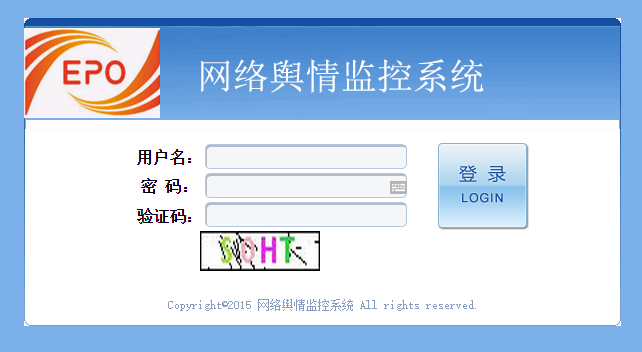 EPO
网络舆情监控系统
用户名：
密 码：
验证码：
登 录
LOGIN
SOHT
Copyright©2015 网络舆情监控系统 All rights reserved.